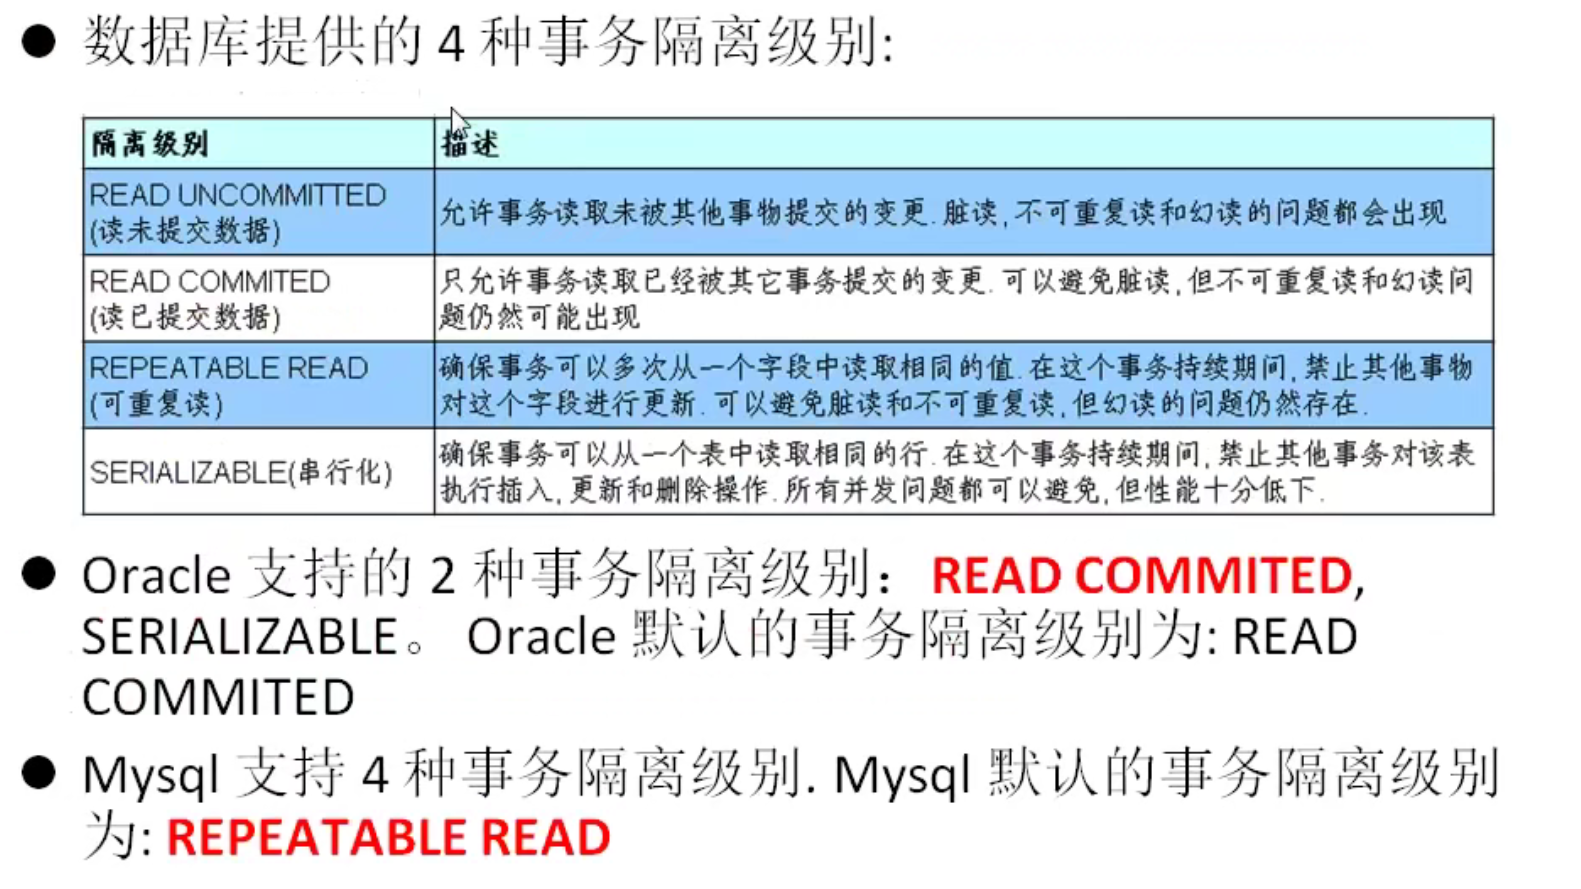 ● 数据库提供的 4 种事务隔离级别:
隔离级别 描述
READ UNCOMMITTED
(读未提交数据)
允许事务读取未被其他事物提交的变更.脏读,不可重复读和幻读的问题都会出现
READ COMMITED
(读已提交数据)
只允许事务读取已经被其它事务提交的变更.可以避免脏读,但不可重复读和幻读问
题仍然可能出现
REPEATABLE READ
(可重复读)
确保事务可以多次从一个字段中读取相同的值.在这个事务持续期间,禁止其他事物
对这个字段进行更新.可以避免脏读和不可重复读,但幻读的问题仍然存在.
SERIALIZABLE(串行化)
确保事务可以从一个表中读取相同的行.在这个事务持续期间,禁止其他事务对该表
执行插入,更新和删除操作.所有并发问题都可以避免,但性能十分低下.
● Oracle 支持的 2 种事务隔离级别：READ COMMITED,
SERIALIZABLE。 Oracle 默认的事务隔离级别为: READ
COMMITED
● Mysql 支持 4 种事务隔离级别. Mysql 默认的事务隔离级别
为: REPEATABLE READ